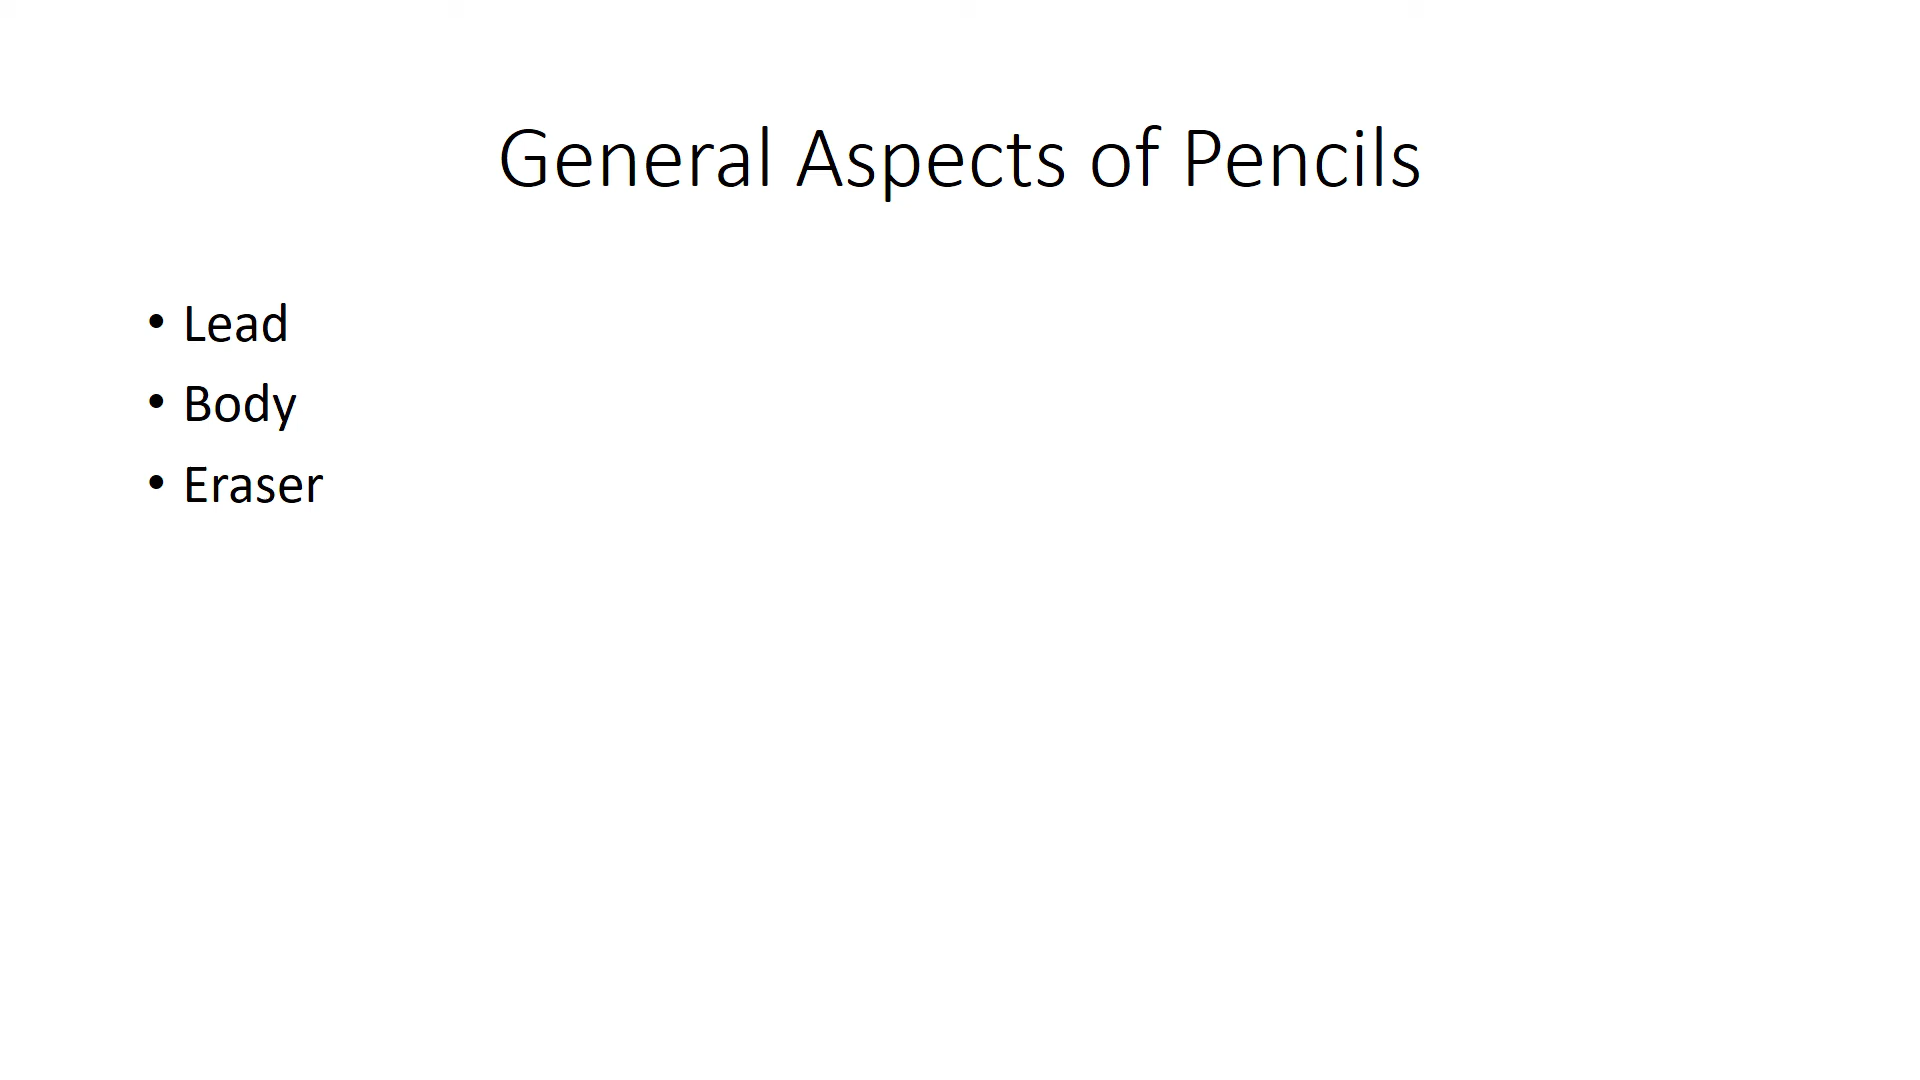 General Aspects of Pencils
• Lead
• Body
• Eraser